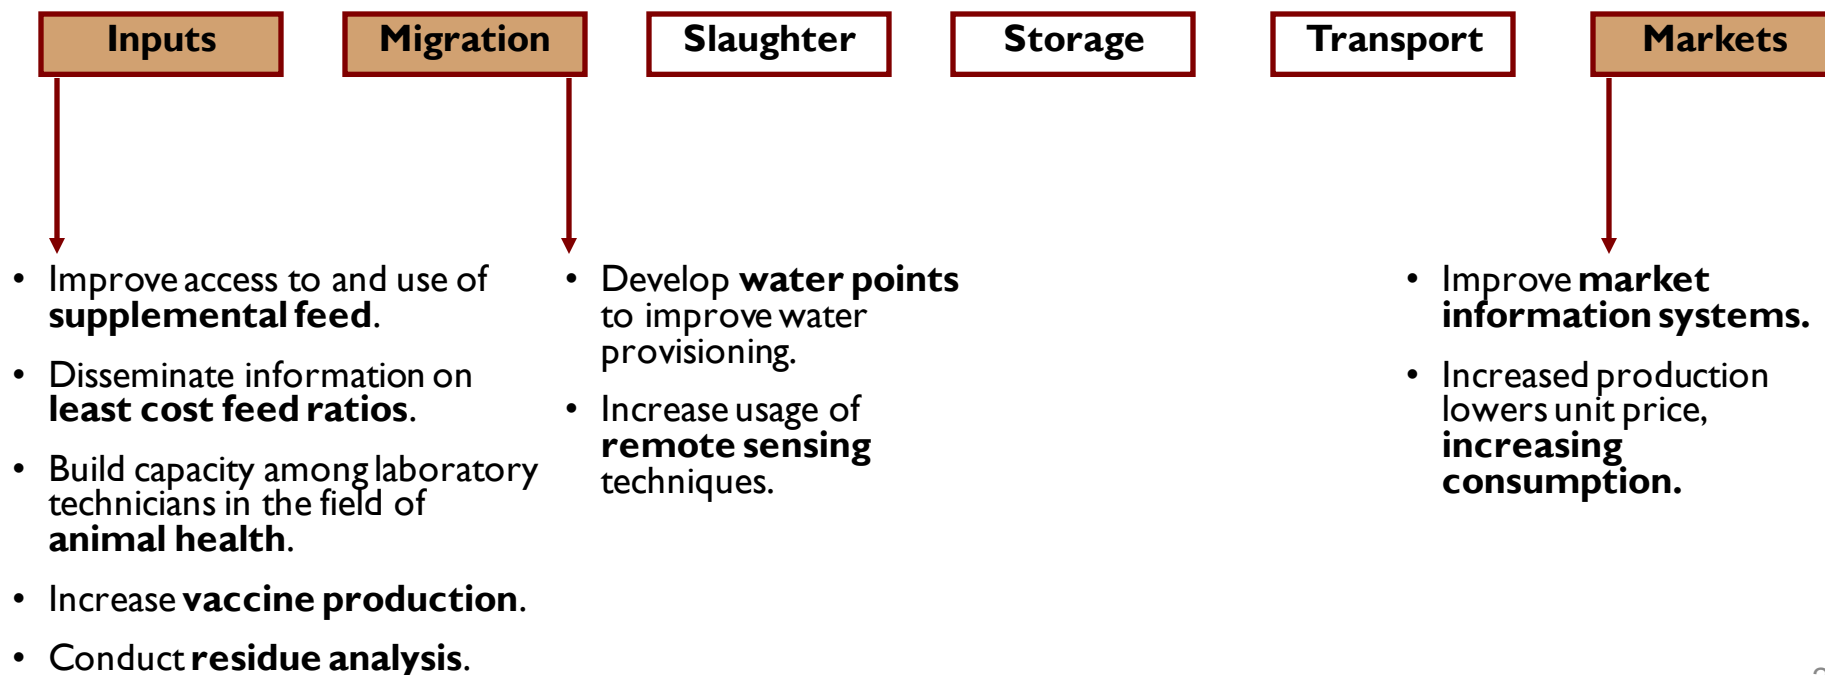 Inputs
Migration
Slaughter
Storage
Transport
Markets
• Improve access to and use of
supplemental feed.
• Disseminate information on
least cost feed ratios.
• Build capacity among laboratory
technicians in the field of
animal health.
• Increase vaccine production.
• Conduct residue analysis.
• Develop water points
to improve water
provisioning.
• Increase usage of
remote sensing
techniques.
• Improve market
information systems.
• Increased production
lowers unit price,
increasing
consumption.